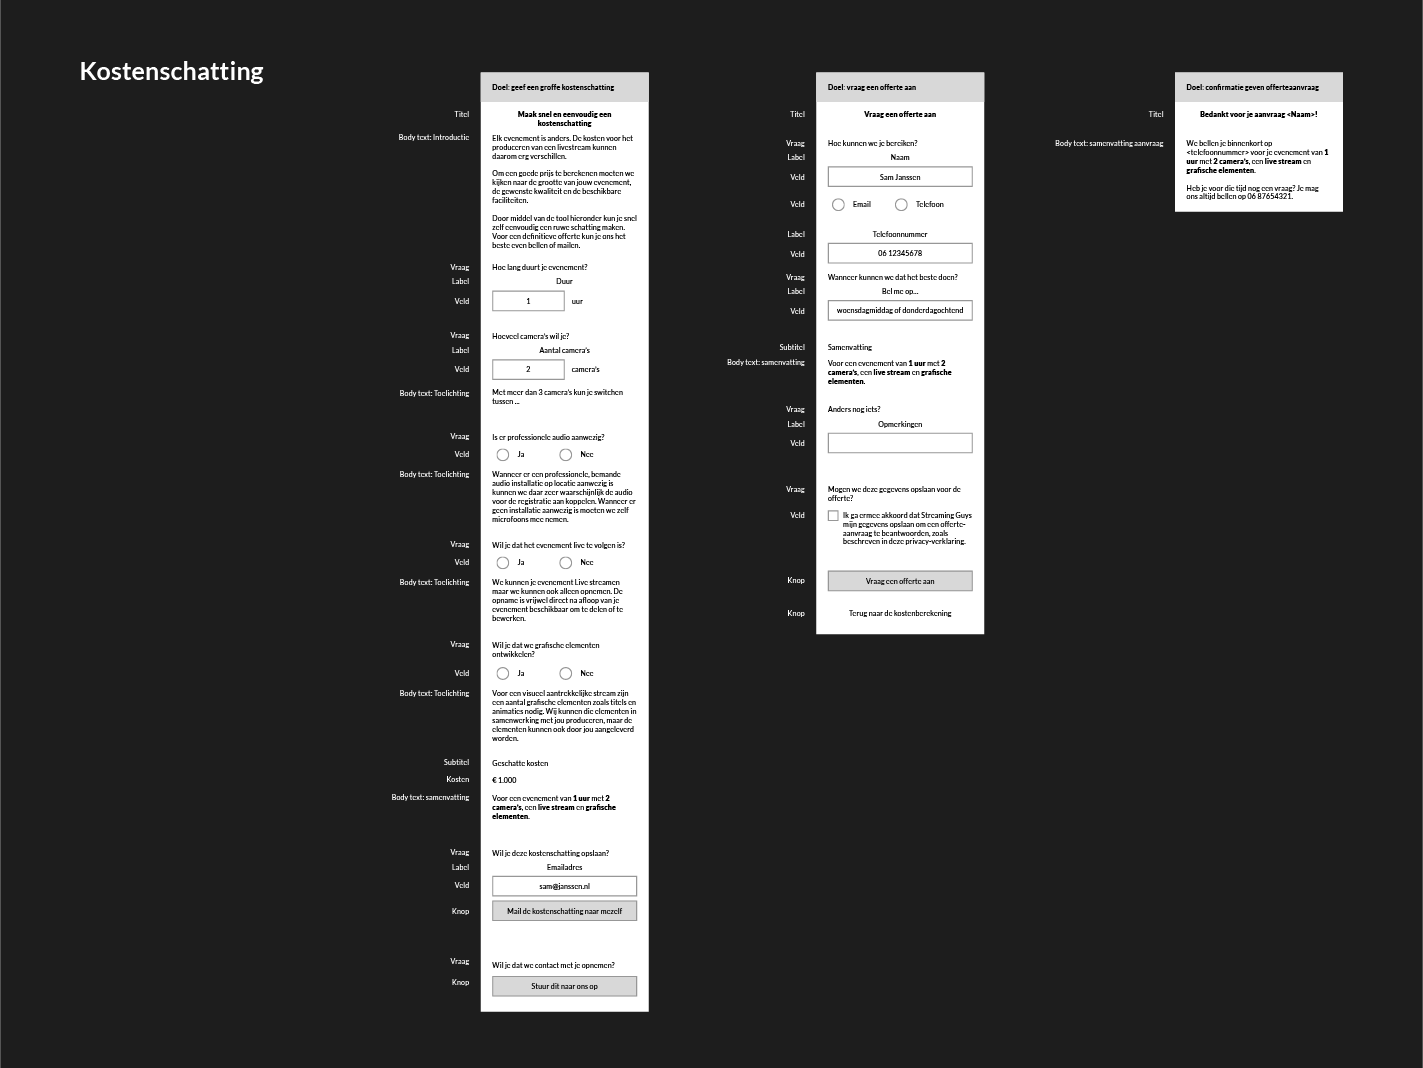 Kostenschatting
Doel: geef een groffe kostenschatting
Titel
Maak snel en eenvoudig een
kostenschatting
Body text: Introductie
Elk evenement is anders. De kosten voor het
produceren van een livestream kunnen
daarom erg verschillen.
Om een goede prijs te berekenen moeten we
kijken naar de grootte van jouw evenement,
de gewenste kwaliteit en de beschikbare
faciliteiten.
Door middel van de tool hieronder kun je snel
zelf eenvoudig een ruwe schatting maken.
Voor een definitieve offerte kun je ons het
beste even bellen of mailen.
Vraag
Hoe lang duurt je evenement?
Label
Duur
Veld
1 uur
Vraag
Hoeveel camera's wil je?
Label
Aantal camera's
Veld
2 camera's
Body text: Toelichting
Met meer dan 3 camera's kun je switchen
tussen ...
Vraag
Is er professionele audio aanwezig?
Veld
Ja Nee
Body text: Toelichting
Wanneer er een professionele, bemande
audio installatie op locatie aanwezig is
kunnen we daar zeer waarschijnlijk de audio
voor de registratie aan koppelen. Wanneer er
geen installatie aanwezig is moeten we zelf
microfoons mee nemen.
Vraag
Wil je dat het evenement live te volgen is?
Veld
Ja Nee
Body text: Toelichting
We kunnen je evenement Live streamen
maar we kunnen ook alleen opnemen. De
opname is vrijwel direct na afloop van je
evenement beschikbaar om te delen of te
bewerken.
Vraag
Wil je dat we grafische elementen
ontwikkelen?
Veld
Ja Nee
Body text: Toelichting
Voor een visueel aantrekkelijke stream zijn
een aantal grafische elementen zoals titels en
animaties nodig. Wij kunnen die elementen in
samenwerking met jou produceren, maar de
elementen kunnen ook door jou aangeleverd
worden.
Subtitel
Geschatte kosten
Kosten
€ 1.000
Body text: samenvatting
Voor een evenement van 1 uur met 2
camera's, een live stream en grafische
elementen.
Vraag
Wil je deze kostenschatting opslaan?
Label
Emailadres
Veld
sam@janssen.nl
Knop
Mail de kostenschatting naar mezelf
Vraag
Wil je dat we contact met je opnemen?
Knop
Stuur dit naar ons op
Doel: vraag een offerte aan
Titel
Vraag een offerte aan
Vraag
Hoe kunnen we je bereiken?
Label
Naam
Veld
Sam Janssen
Veld
Email Telefoon
Label
Telefoonnummer
Veld
06 12345678
Vraag
Wanneer kunnen we dat het beste doen?
Label
Bel me op...
Veld
woensdagmiddag of donderdagochtend
Subtitel
Samenvatting
Body text: samenvatting
Voor een evenement van 1 uur met 2
camera's, een live stream en grafische
elementen.
Vraag
Anders nog iets?
Label
Opmerkingen
Veld
Vraag
Mogen we deze gegevens opslaan voor de
offerte?
Veld
Ik ga ermee akkoord dat Streaming Guys
mijn gegevens opslaan om een offerte-
aanvraag te beantwoorden, zoals
beschreven in deze privacy-verklaring.
Knop
Vraag een offerte aan
Knop
Terug naar de kostenberekening
Doel: confirmatie geven offerteaanvraag
Titel
Bedankt voor je aanvraag <Naam>!
Body text: samenvatting aanvraag
We bellen je binnenkort op
<telefoonnummer> voor je evenement van 1
uur met 2 camera's, een live stream en
grafische elementen.
Heb je voor die tijd nog een vraag? Je mag
ons altijd bellen op 06 87654321.